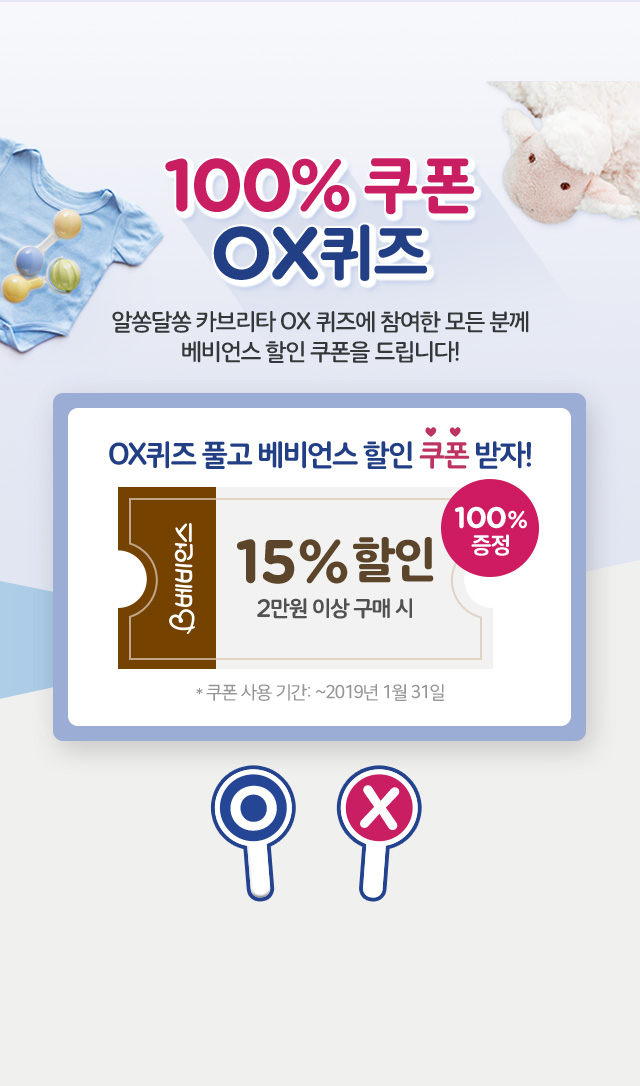 100% 쿠폰
OX퀴즈
알쏭달쏭 카브리타 OX 퀴즈에 참여한 모든 분께
베비언스 할인 쿠폰을 드립니다!
OX퀴즈 풀고 베비언스 할인 쿠폰 받자!
100%
증정
베비언스
15% 할인
2만원 이상 구매 시
* 쿠폰 사용 기간: ~2019년 1월 31일
O X